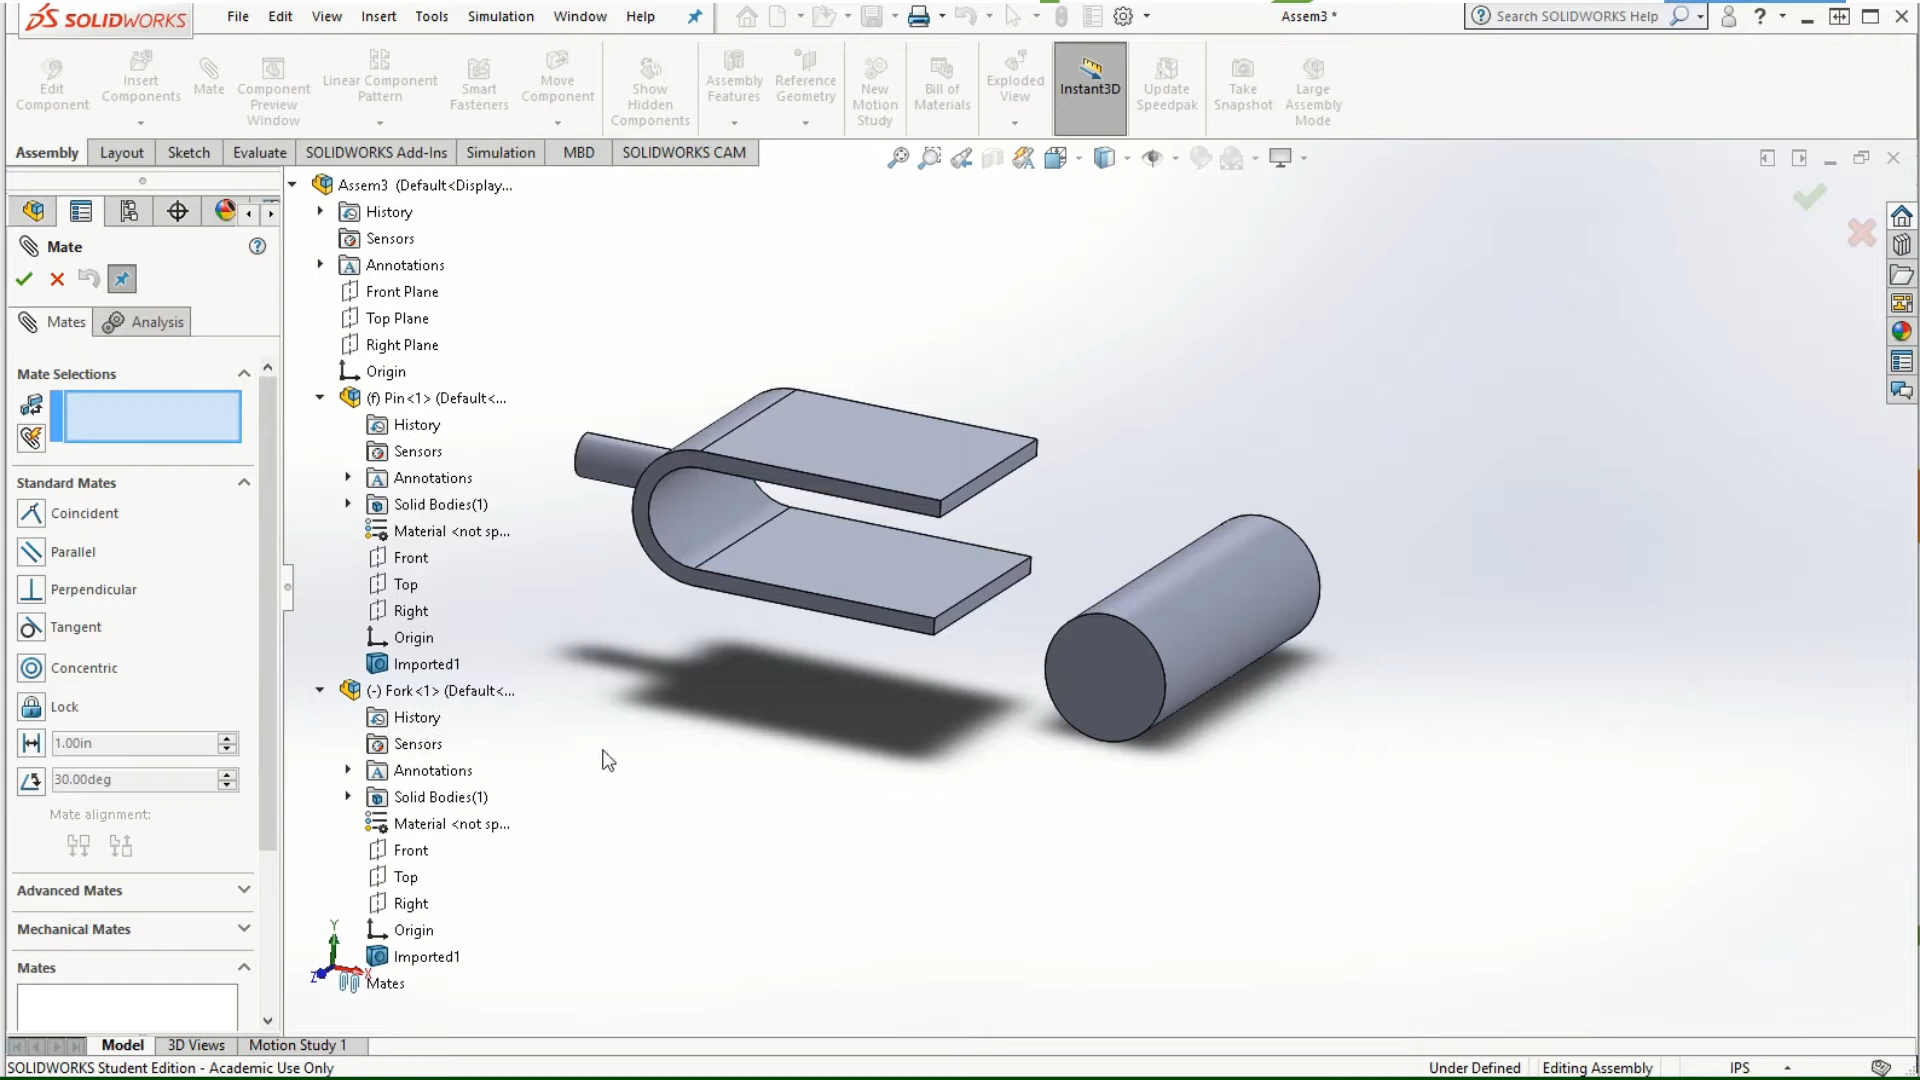 SOLIDWORKS File Edit View Insert Tools Simulation Window Help Assem3 * Search SOLIDWORKS Help
Edit Component
Insert Components
Mate
Component Preview Window
Linear Component Pattern
Smart Fasteners
Move Component
Show Hidden Components
Assembly Features
Reference Geometry
New Motion Study
Bill of Materials
Exploded View
Instant3D
Update Speedpak
Take Snapshot
Large Assembly Mode
Assembly Layout Sketch Evaluate SOLIDWORKS Add-Ins Simulation MBD SOLIDWORKS CAM
Mate
Mates Analysis
Mate Selections
Standard Mates
Coincident
Parallel
Perpendicular
Tangent
Concentric
Lock
1.00in
30.00deg
Mate alignment:
Advanced Mates
Mechanical Mates
Mates
Assem3 (Default<Display...
History
Sensors
Annotations
Front Plane
Top Plane
Right Plane
Origin
(f) Pin<1> (Default<...
History
Sensors
Annotations
Solid Bodies(1)
Material <not sp...
Front
Top
Right
Origin
Imported1
(-) Fork<1> (Default<...
History
Sensors
Annotations
Solid Bodies(1)
Material <not sp...
Front
Top
Right
Origin
Imported1
Mates
Y
Z
X
Model 3D Views Motion Study 1
SOLIDWORKS Student Edition - Academic Use Only Under Defined Editing Assembly IPS